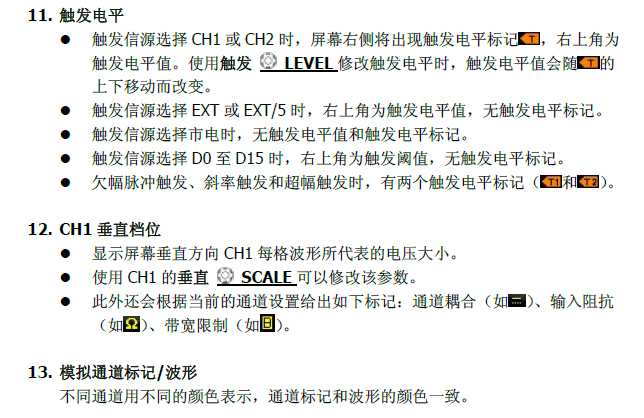 11. 触发电平
● 触发信源选择 CH1 或 CH2 时，屏幕右侧将出现触发电平标记T，右上角为
触发电平值。使用触发 LEVEL 修改触发电平时，触发电平值会随T的
上下移动而改变。
● 触发信源选择 EXT 或 EXT/5 时，右上角为触发电平值，无触发电平标记。
● 触发信源选择市电时，无触发电平值和触发电平标记。
● 触发信源选择 D0 至 D15 时，右上角为触发阈值，无触发电平标记。
● 欠幅脉冲触发、斜率触发和超幅触发时，有两个触发电平标记（T1和T2）。
12. CH1 垂直档位
● 显示屏幕垂直方向 CH1 每格波形所代表的电压大小。
● 使用 CH1 的垂直 SCALE 可以修改该参数。
● 此外还会根据当前的通道设置给出如下标记：通道耦合（如）、输入阻抗
（如Ω）、带宽限制（如B）。
13. 模拟通道标记/波形
不同通道用不同的颜色表示，通道标记和波形的颜色一致。